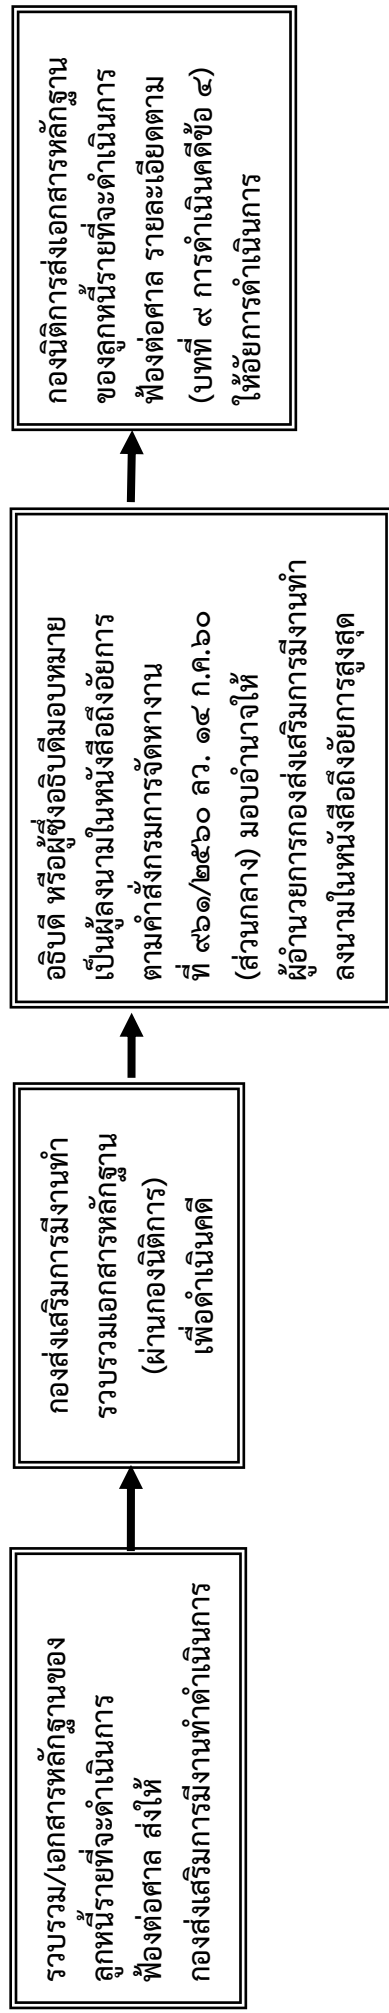 รวบรวม/เอกสารหลักฐานของ
ลูกหนี้รายที่จะดำเนินการ
ฟ้องต่อศาล ส่งให้
กองส่งเสริมการมีงานทำดำเนินการ
กองส่งเสริมการมีงานทำ
รวบรวมเอกสารหลักฐาน
(ผ่านกองนิติการ)
เพื่อดำเนินคดี
อธิบดี หรือผู้ซึ่งอธิบดีมอบหมาย
เป็นผู้ลงนามในหนังสือถึงอัยการ
ตามคำสั่งกรมการจัดหางาน
ที่ ๙๖๑/๒๕๖๐ ลว. ๑๔ ก.ค.๖๐
(ส่วนกลาง) มอบอำนาจให้
ผู้อำนวยการกองส่งเสริมการมีงานทำ
ลงนามในหนังสือถึงอัยการสูงสุด
กองนิติการส่งเอกสารหลักฐาน
ของลูกหนี้รายที่จะดำเนินการ
ฟ้องต่อศาล รายละเอียดตาม
(บทที่ ๙ การดำเนินคดีข้อ ๔)
ให้อัยการดำเนินการ